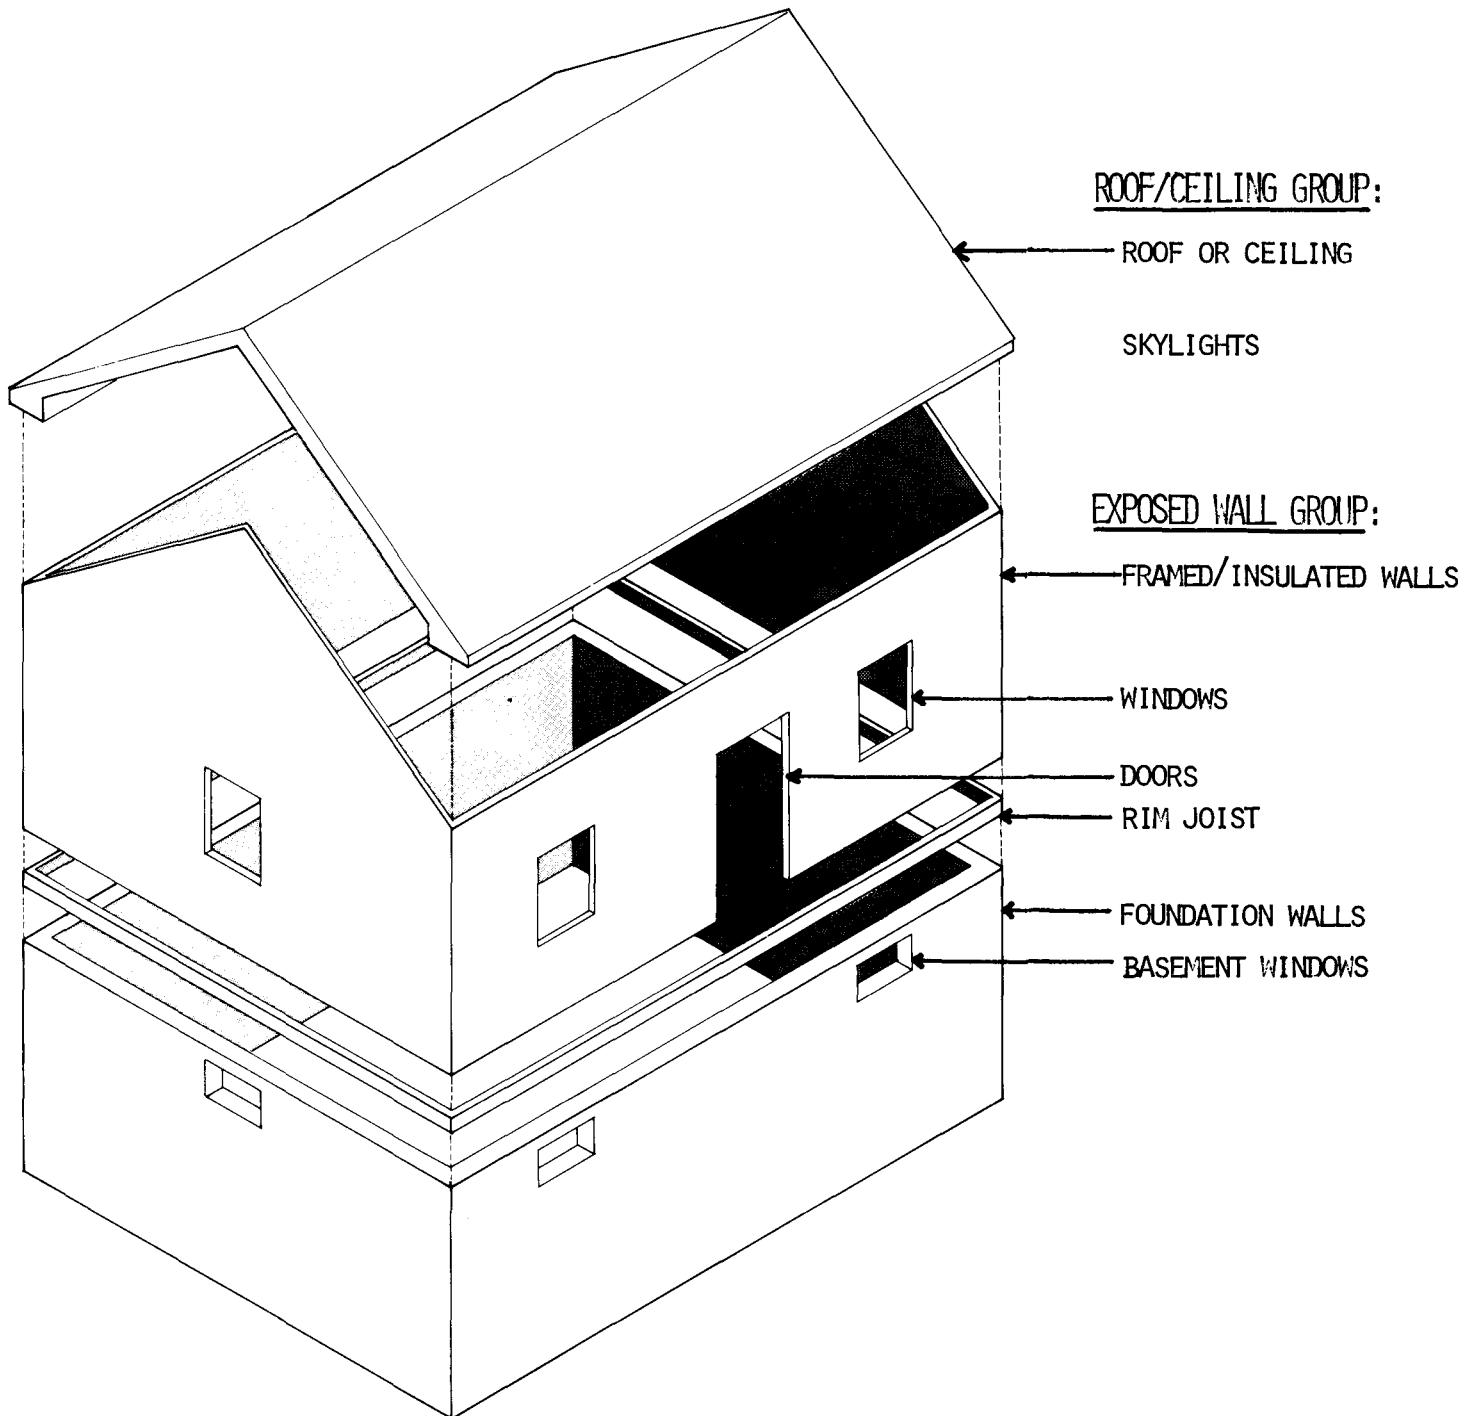 ROOF/CEILING GROUP:
ROOF OR CEILING
SKYLIGHTS
EXPOSED WALL GROUP:
FRAMED/INSULATED WALLS
WINDOWS
DOORS
RIM JOIST
FOUNDATION WALLS
BASEMENT WINDOWS